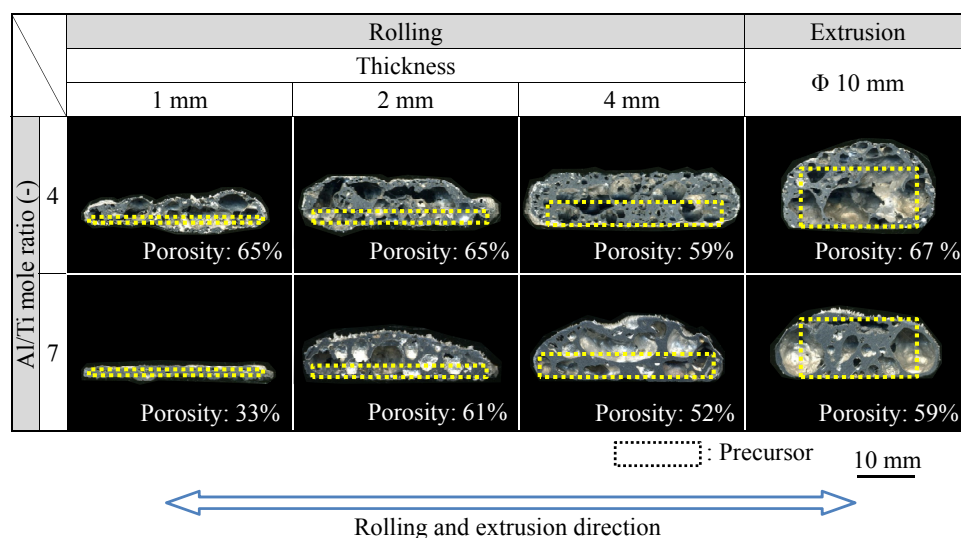 Rolling
Extrusion
Thickness
Φ 10 mm
1 mm
2 mm
4 mm
Al/Ti mole ratio (-)
4
Porosity: 65%
Porosity: 65%
Porosity: 59%
Porosity: 67 %
7
Porosity: 33%
Porosity: 61%
Porosity: 52%
Porosity: 59%
: Precursor
10 mm
Rolling and extrusion direction